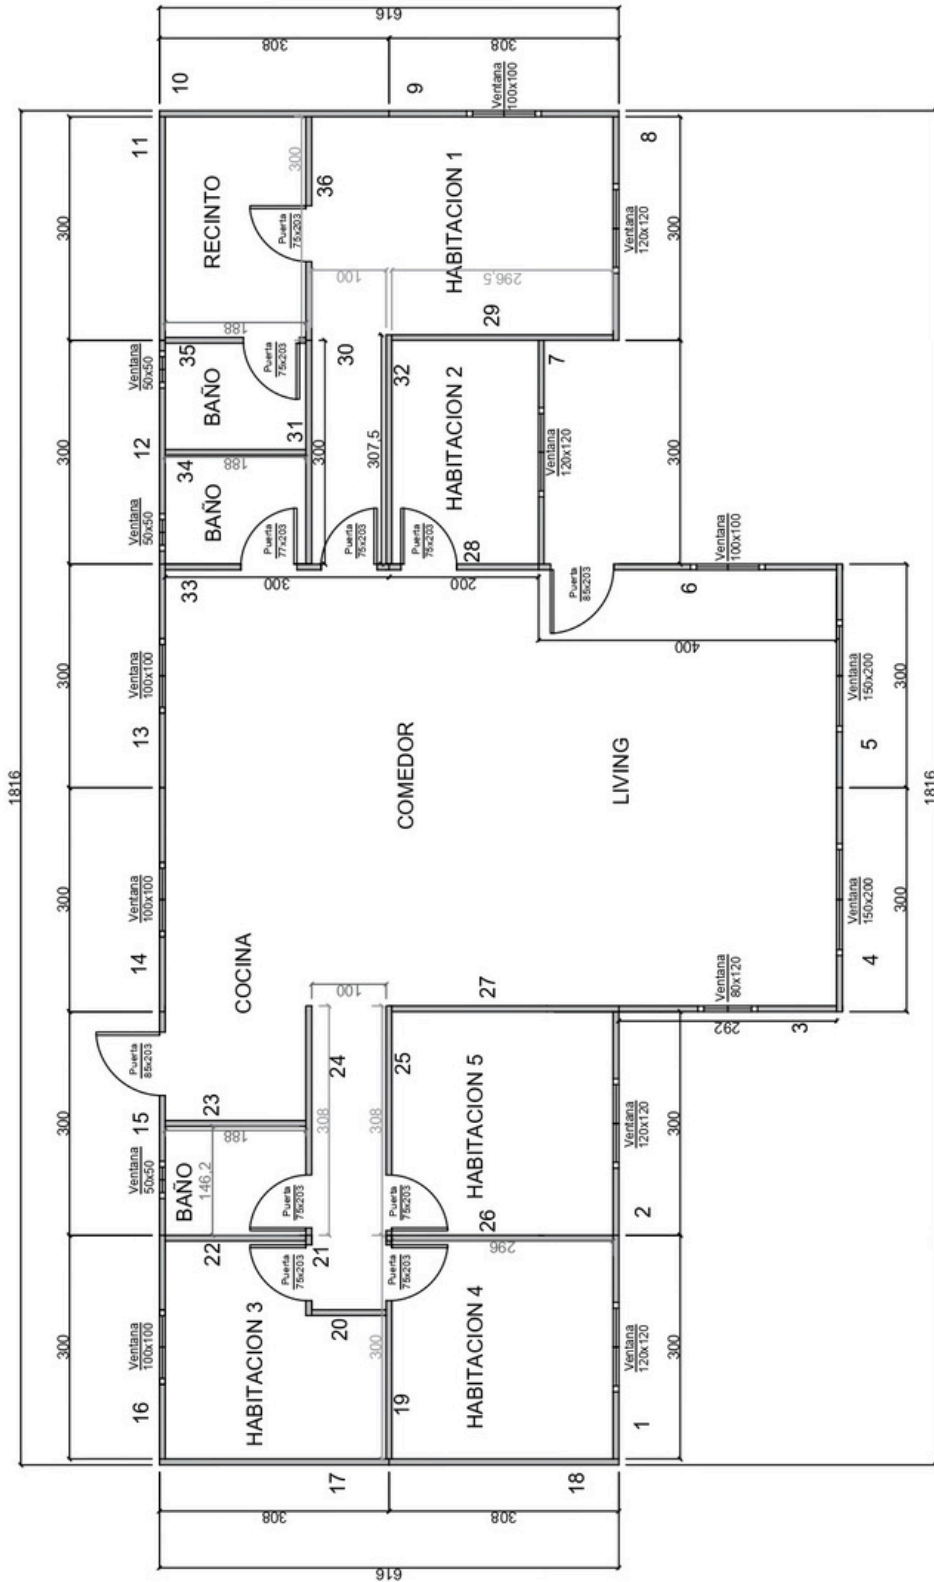 1816
300
300
300
300
300
300
16
Ventana
100x100
Ventana
50x50
15
Puerta
85x203
14
Ventana
100x100
13
Ventana
100x100
Ventana
50x50
12
Ventana
50x50
11
10
616
308
308
17
HABITACION 3
22
BAÑO
146,2
188
23
COCINA
33
BAÑO
34
188
BAÑO
35
188
RECINTO
308
616
Puerta
75x203
Puerta
75x203
Puerta
77x203
Puerta
75x203
Puerta
75x203
300
20
21
308
24
100
300
31
300
36
300
308
307,5
Puerta
75x203
30
100
19
Puerta
75x203
Puerta
75x203
25
COMEDOR
200
Puerta
75x203
32
9
HABITACION 4
26
HABITACION 5
27
28
HABITACION 2
29
HABITACION 1
296
296,5
Ventana
100x100
308
308
18
LIVING
Puerta
85x203
Ventana
120x120
7
1
Ventana
120x120
2
Ventana
120x120
Ventana
120x120
8
300
300
300
300
292
Ventana
80x120
3
400
6
Ventana
100x100
4
Ventana
150x200
5
Ventana
150x200
300
300
1816